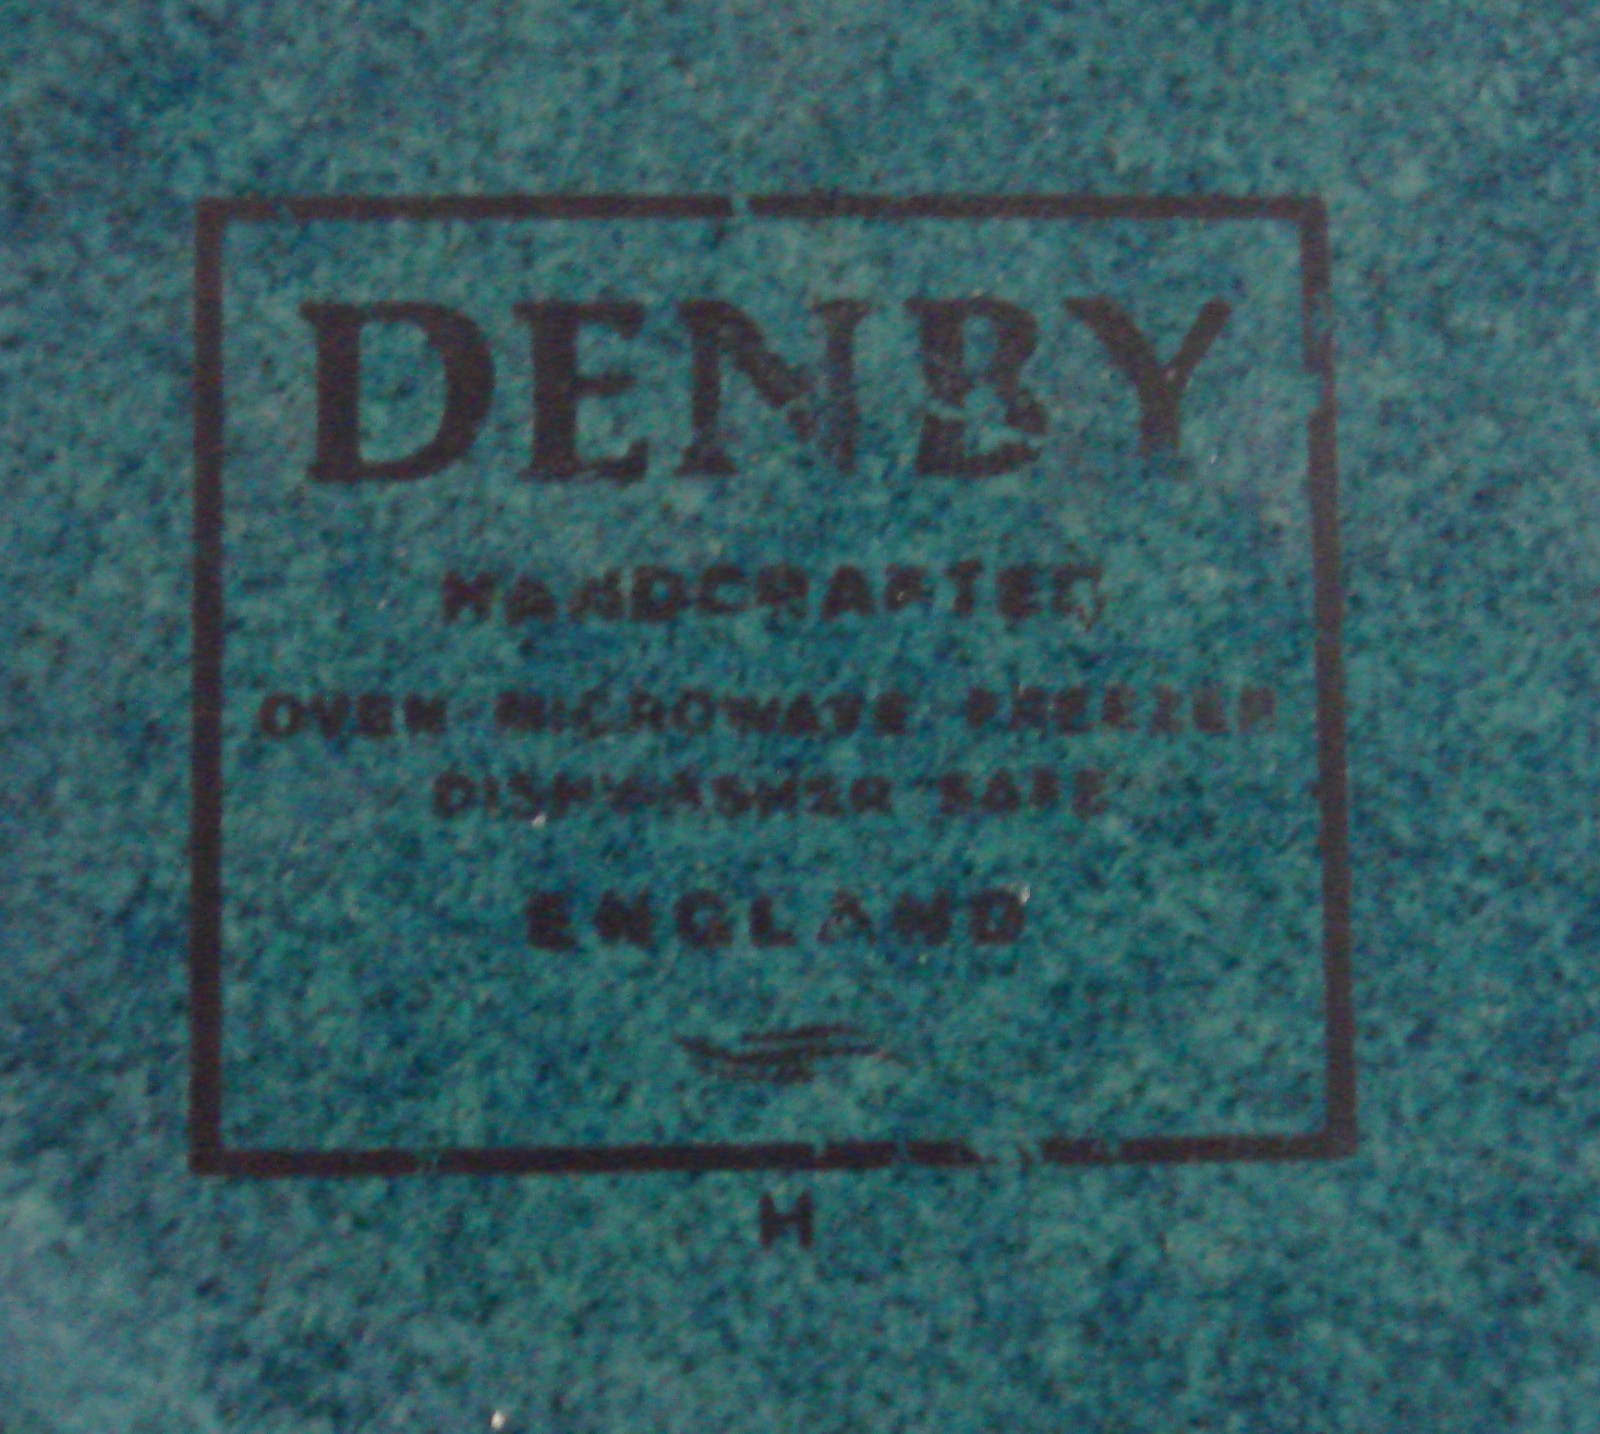 DENBY
HANDCRAFTED
OVEN MICROWAVE FREEZER
DISHWASHER SAFE
ENGLAND
H